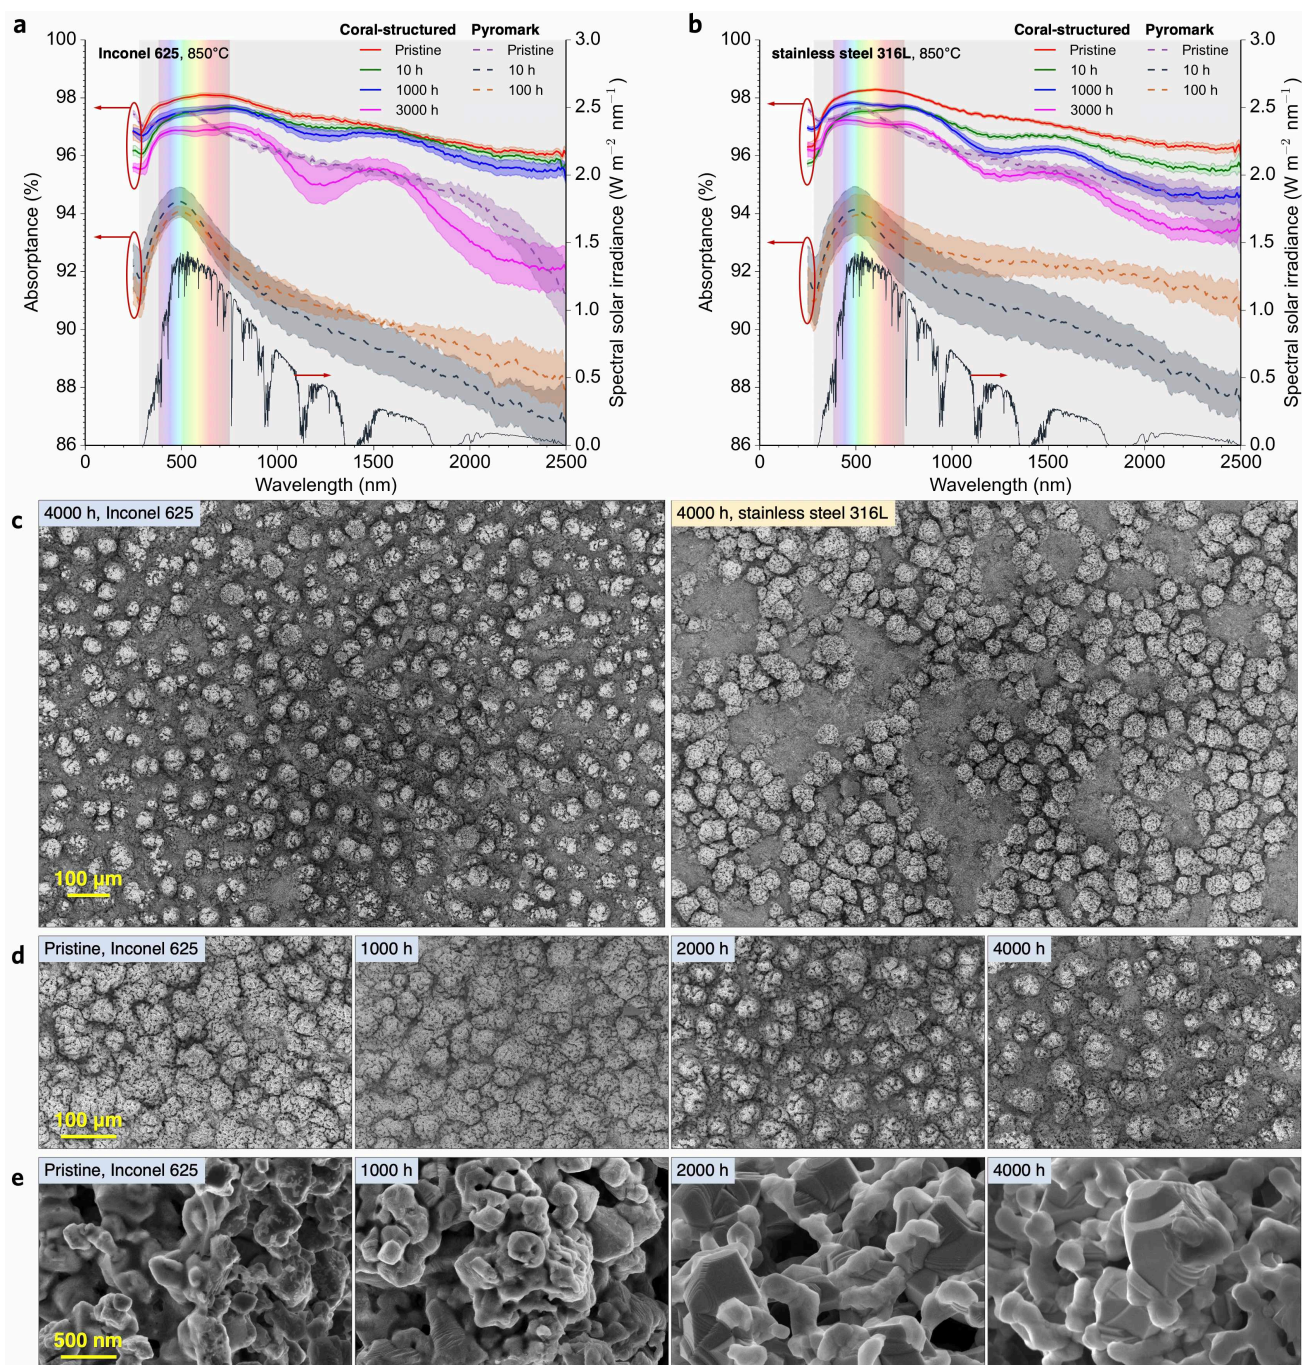 a
Coral-structured Pyromark
Inconel 625, 850°C
Pristine Pristine
10 h 10 h
1000 h 100 h
3000 h
100
98
96
94
92
90
88
86
Absorptance (%)
3.0
2.5
2.0
1.5
1.0
0.5
0.0
Spectral solar irradiance (W m−2 nm−1)
0 500 1000 1500 2000 2500
Wavelength (nm)
b
Coral-structured Pyromark
stainless steel 316L, 850°C
Pristine Pristine
10 h 10 h
1000 h 100 h
3000 h
100
98
96
94
92
90
88
86
Absorptance (%)
3.0
2.5
2.0
1.5
1.0
0.5
0.0
Spectral solar irradiance (W m−2 nm−1)
0 500 1000 1500 2000 2500
Wavelength (nm)
c
4000 h, Inconel 625
4000 h, stainless steel 316L
100 µm
d
Pristine, Inconel 625
1000 h
2000 h
4000 h
100 µm
e
Pristine, Inconel 625
1000 h
2000 h
4000 h
500 nm